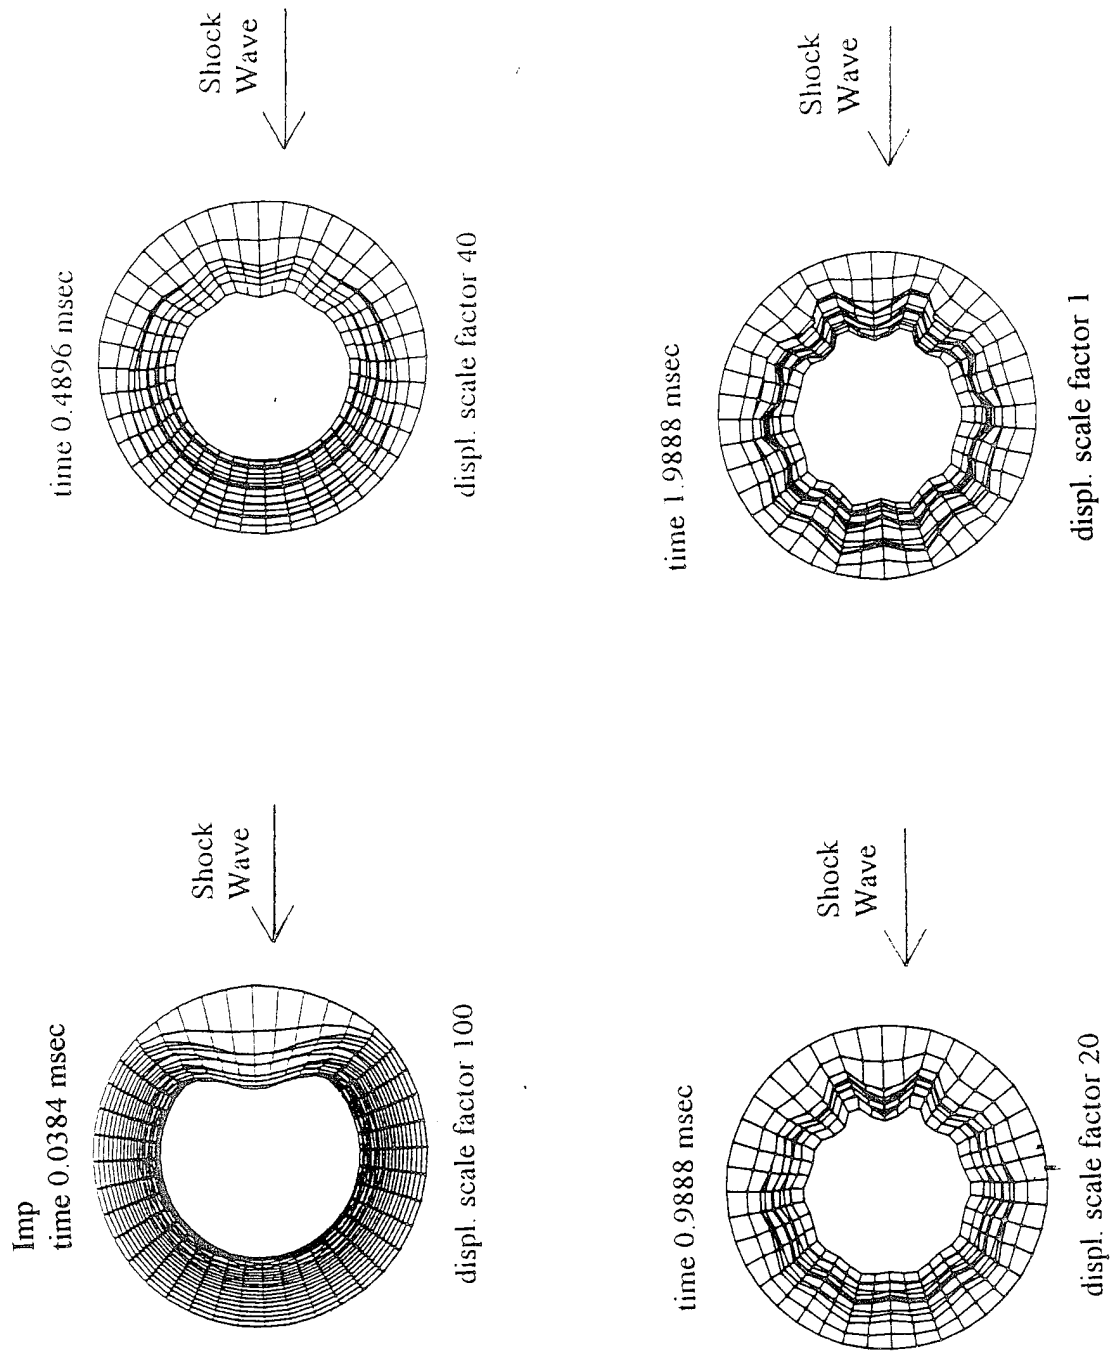 Imp
time 0.0384 msec
Shock
Wave
displ. scale factor 100
time 0.4896 msec
Shock
Wave
displ. scale factor 40
time 0.9888 msec
Shock
Wave
displ. scale factor 20
time 1.9888 msec
Shock
Wave
displ. scale factor 1